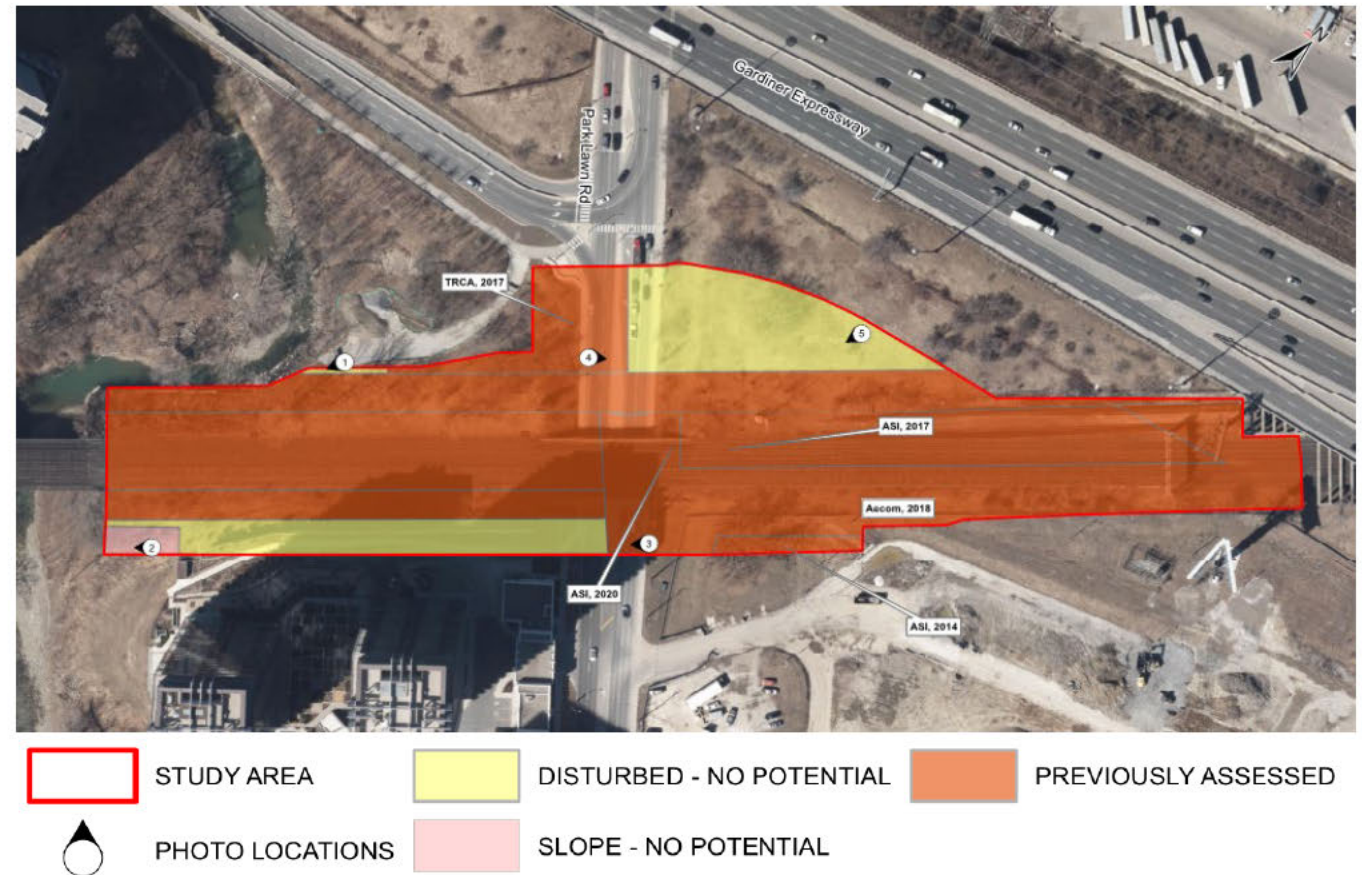 Gardiner Expressway
Park Lawn Rd
N
TRCA, 2017
5
1
4
ASI, 2017
Aecom, 2018
2
3
ASI, 2020
ASI, 2014
STUDY AREA
DISTURBED - NO POTENTIAL
PREVIOUSLY ASSESSED
PHOTO LOCATIONS
SLOPE - NO POTENTIAL